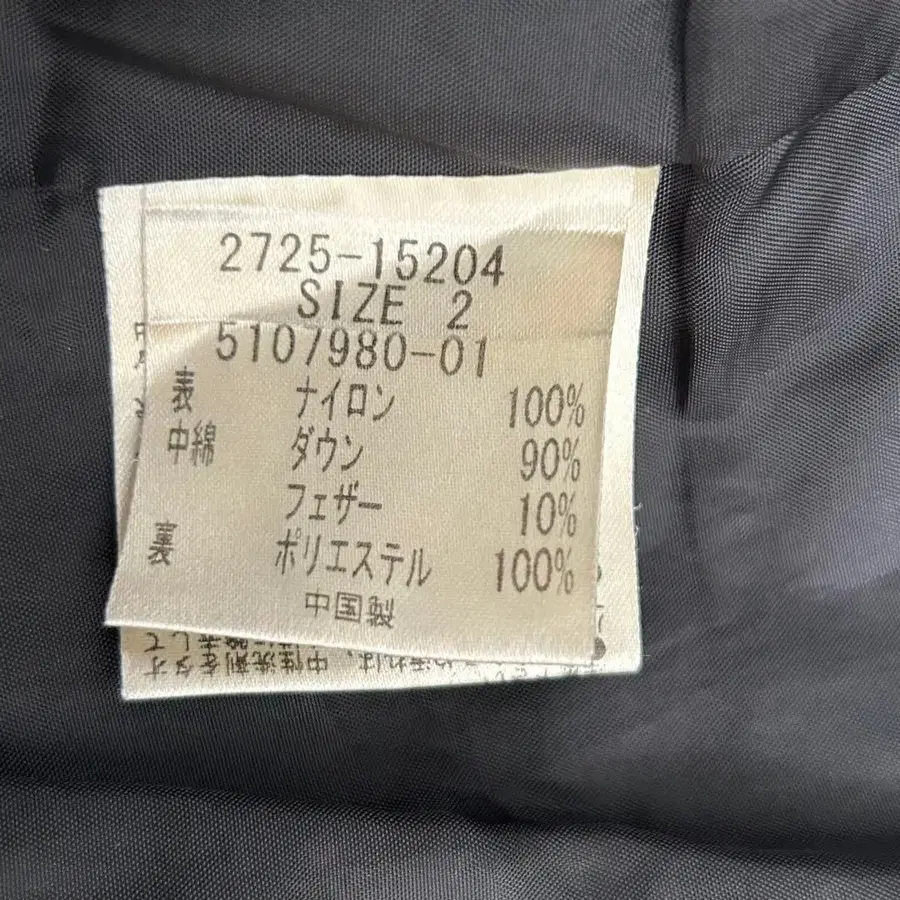 2725-15204
SIZE 2
5107980-01
表 ナイロン 100%
中綿 ダウン 90%
フェザー 10%
裏 ポリエステル 100%
中国製